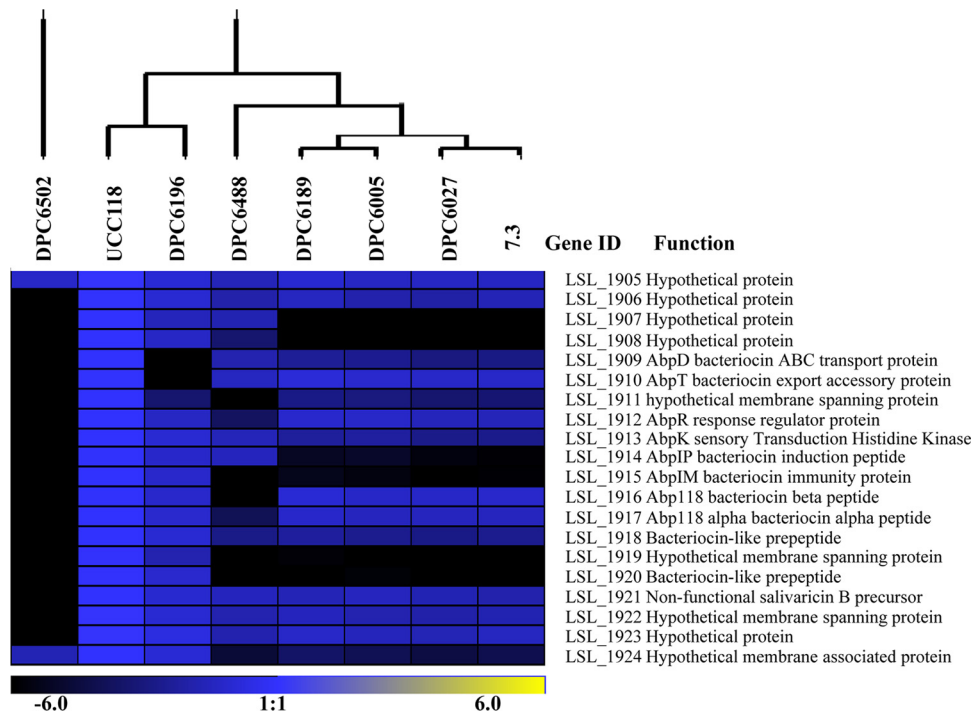 DPC6502
UCC118
DPC6196
DPC6488
DPC6189
DPC6005
DPC6027
7.3
Gene ID Function
LSL_1905 Hypothetical protein
LSL_1906 Hypothetical protein
LSL_1907 Hypothetical protein
LSL_1908 Hypothetical protein
LSL_1909 AbpD bacteriocin ABC transport protein
LSL_1910 AbpT bacteriocin export accessory protein
LSL_1911 hypothetical membrane spanning protein
LSL_1912 AbpR response regulator protein
LSL_1913 AbpK sensory Transduction Histidine Kinase
LSL_1914 AbpIP bacteriocin induction peptide
LSL_1915 AbpIM bacteriocin immunity protein
LSL_1916 Abp118 bacteriocin beta peptide
LSL_1917 Abp118 alpha bacteriocin alpha peptide
LSL_1918 Bacteriocin-like prepeptide
LSL_1919 Hypothetical membrane spanning protein
LSL_1920 Bacteriocin-like prepeptide
LSL_1921 Non-functional salivaricin B precursor
LSL_1922 Hypothetical membrane spanning protein
LSL_1923 Hypothetical protein
LSL_1924 Hypothetical membrane associated protein
-6.0 1:1 6.0